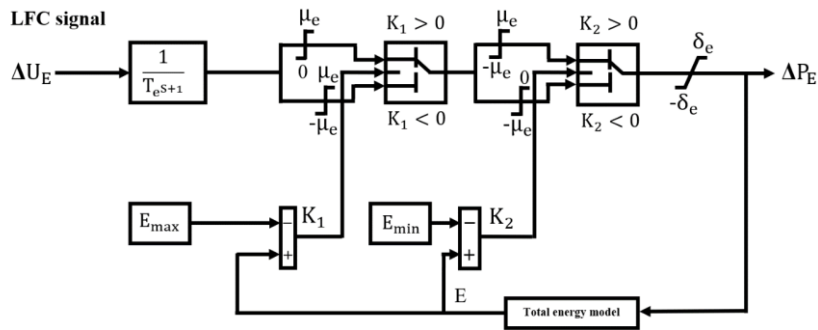 LFC signal
ΔU_E
1
T_eS+1
μ_e
0
μ_e
-μ_e
K_1 > 0
K_1 < 0
μ_e
-μ_e
0
-μ_e
K_2 > 0
K_2 < 0
δ_e
-δ_e
ΔP_E
E_max
−
+
K_1
E_min
−
+
K_2
E
Total energy model